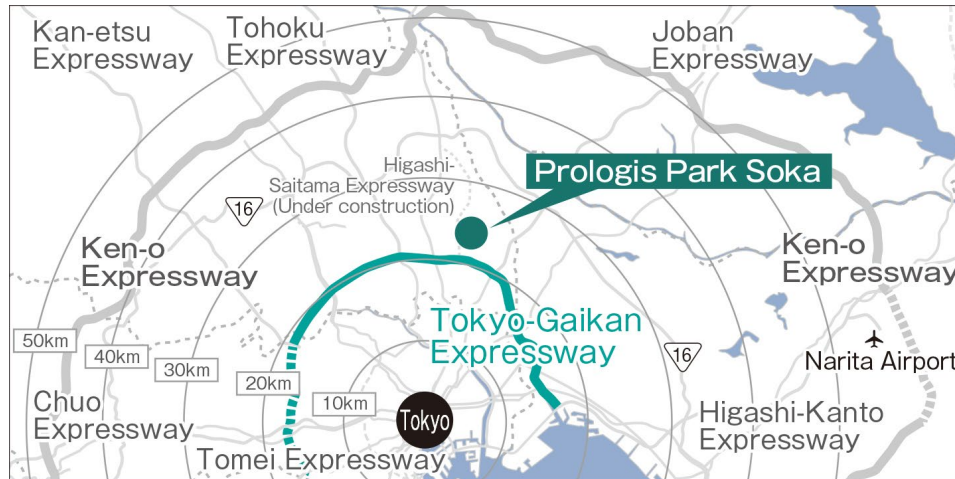 Kan-etsu
Expressway
Tohoku
Expressway
Joban
Expressway
Higashi-
Saitama Expressway
(Under construction)
Prologis Park Soka
16
Ken-o
Expressway
Ken-o
Expressway
Tokyo-Gaikan
Expressway
50km
40km
30km
20km
10km
16
Narita Airport
Chuo
Expressway
Tokyo
Higashi-Kanto
Expressway
Tomei Expressway